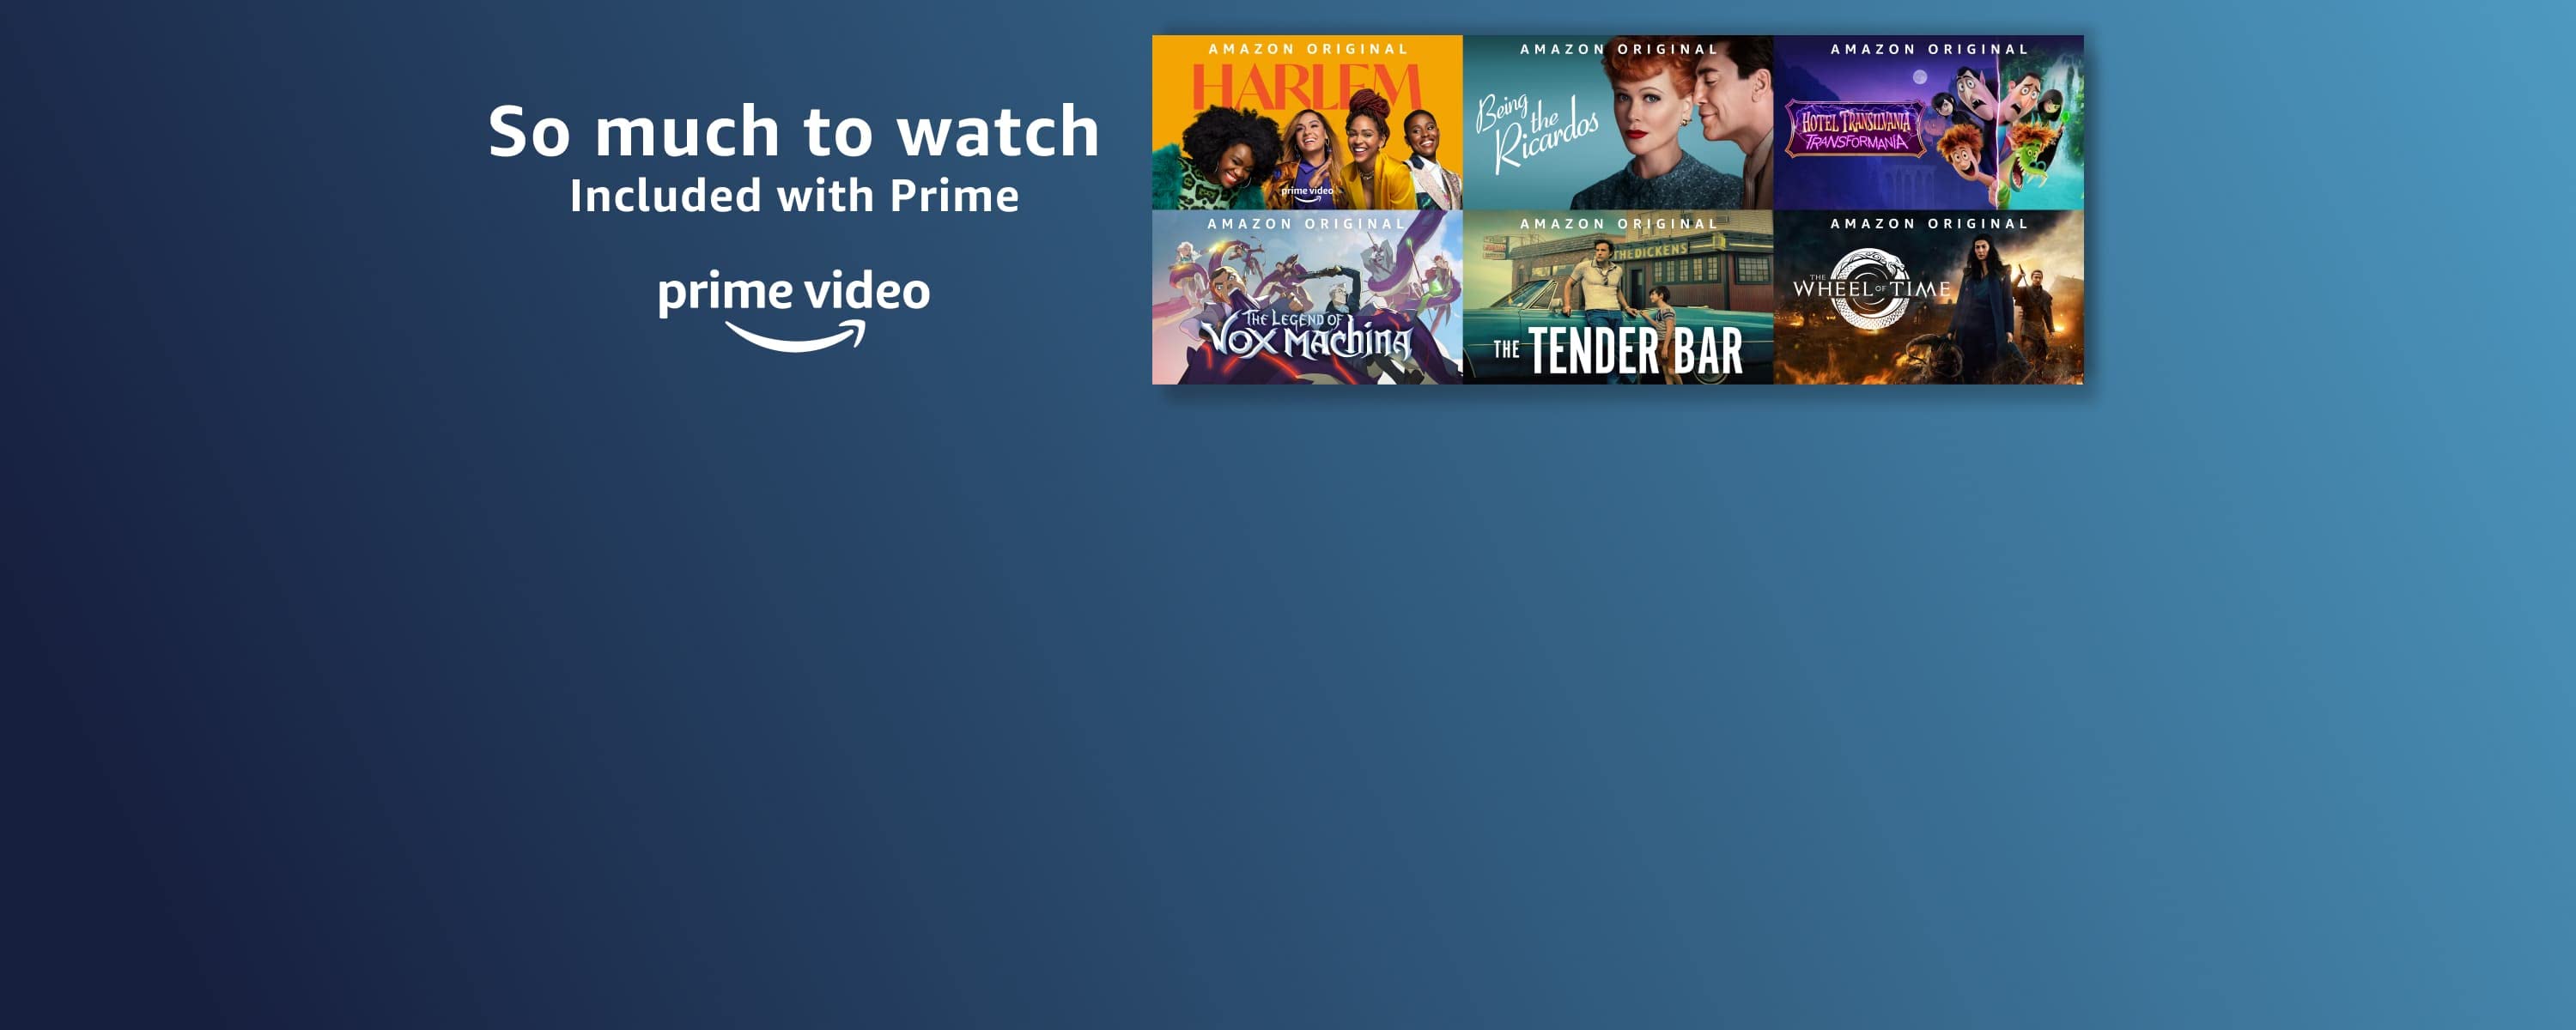 So much to watch
Included with Prime
prime video
AMAZON ORIGINAL
HARLEM
prime video
AMAZON ORIGINAL
Being
the
Ricardos
AMAZON ORIGINAL
HOTEL TRANSYLVANIA
TRANSFORMANIA
AMAZON ORIGINAL
THE LEGEND OF
VOX MACHINA
AMAZON ORIGINAL
THE DICKENS
THE TENDER BAR
AMAZON ORIGINAL
THE
WHEEL OF TIME